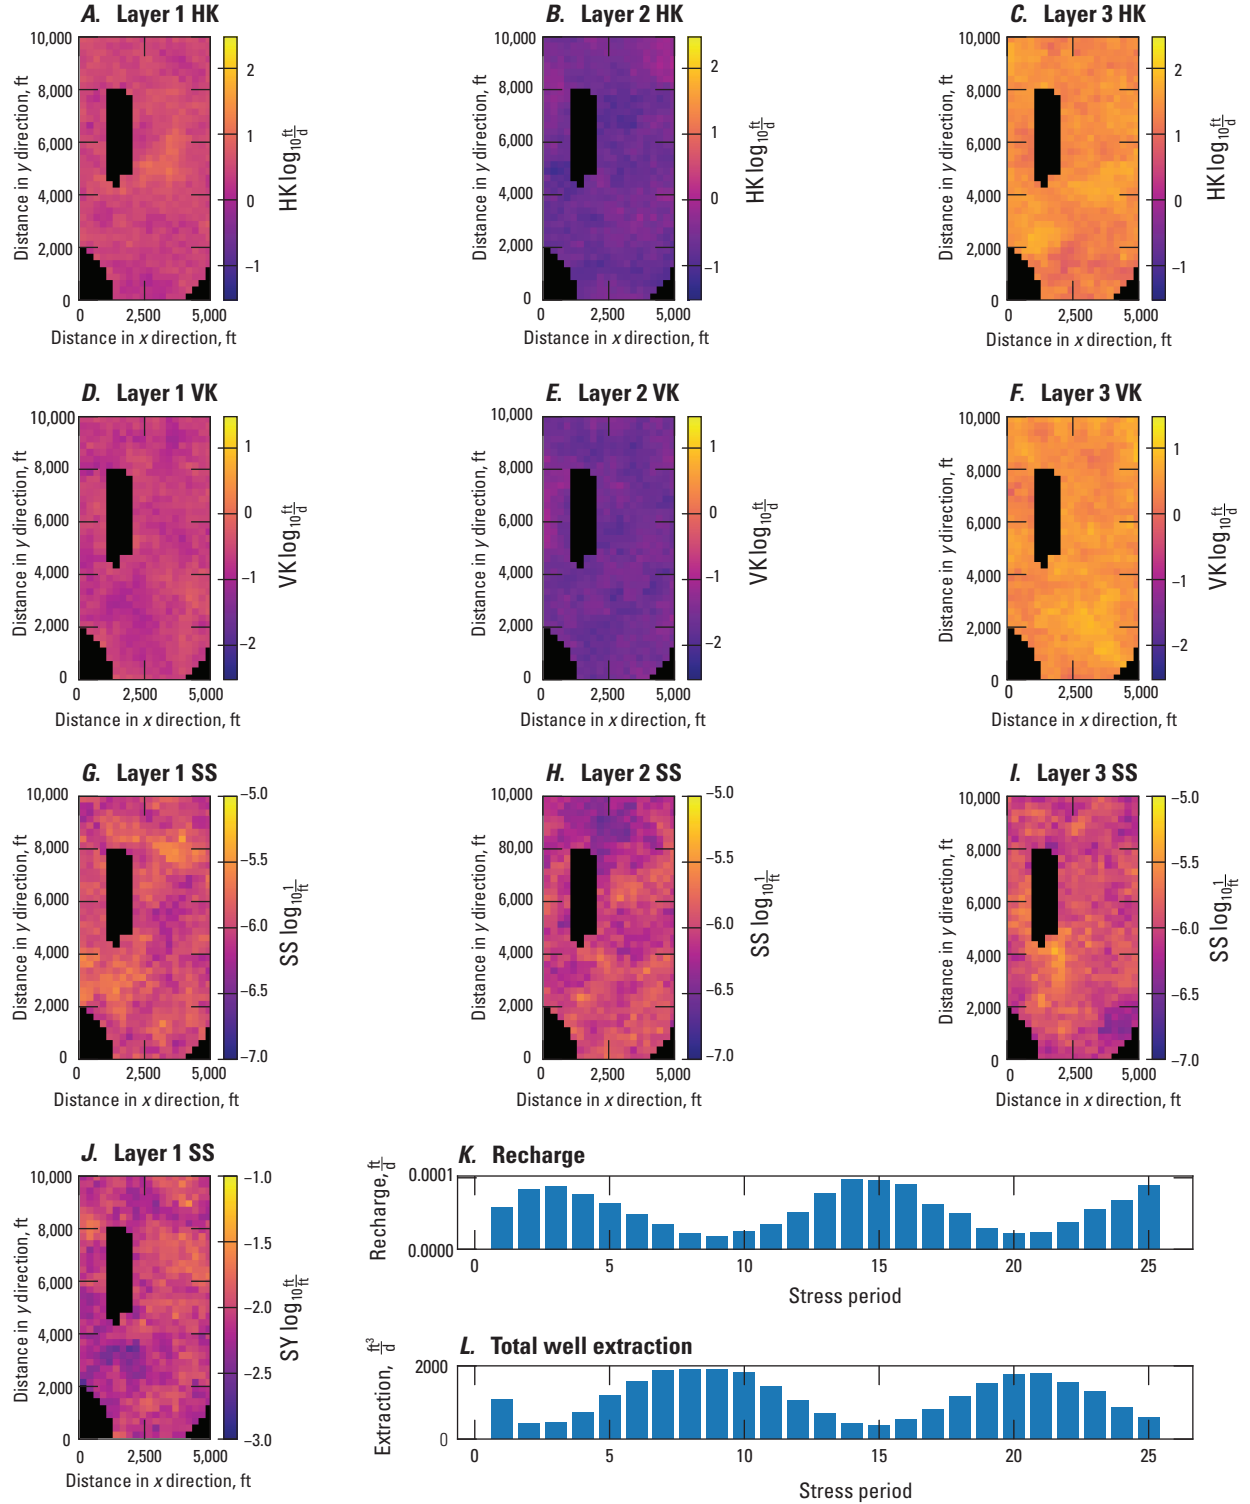 A. Layer 1 HK
10,000
8,000
6,000
4,000
2,000
0
0 2,500 5,000
Distance in x direction, ft
Distance in y direction, ft
2
1
0
–1
HK log10 ft/d
B. Layer 2 HK
10,000
8,000
6,000
4,000
2,000
0
0 2,500 5,000
Distance in x direction, ft
Distance in y direction, ft
2
1
0
–1
HK log10 ft/d
C. Layer 3 HK
10,000
8,000
6,000
4,000
2,000
0
0 2,500 5,000
Distance in x direction, ft
Distance in y direction, ft
2
1
0
–1
HK log10 ft/d
D. Layer 1 VK
10,000
8,000
6,000
4,000
2,000
0
0 2,500 5,000
Distance in x direction, ft
Distance in y direction, ft
1
0
–1
–2
VK log10 ft/d
E. Layer 2 VK
10,000
8,000
6,000
4,000
2,000
0
0 2,500 5,000
Distance in x direction, ft
Distance in y direction, ft
1
0
–1
–2
VK log10 ft/d
F. Layer 3 VK
10,000
8,000
6,000
4,000
2,000
0
0 2,500 5,000
Distance in x direction, ft
Distance in y direction, ft
1
0
–1
–2
VK log10 ft/d
G. Layer 1 SS
10,000
8,000
6,000
4,000
2,000
0
0 2,500 5,000
Distance in x direction, ft
Distance in y direction, ft
–5.0
–5.5
–6.0
–6.5
–7.0
SS log10 1/ft
H. Layer 2 SS
10,000
8,00
6,000
4,000
2,000
0
0 2,500 5,000
Distance in x direction, ft
Distance in y direction, ft
–5.0
–5.5
–6.0
–6.5
–7.0
SS log10 1/ft
I. Layer 3 SS
10,000
8,000
6,000
4,000
2,000
0
0 2,500 5,000
Distance in x direction, ft
Distance in y direction, ft
–5.0
–5.5
–6.0
–6.5
–7.0
SS log10 1/ft
J. Layer 1 SS
10,000
8,000
6,000
4,000
2,000
0
0 2,500 5,000
Distance in x direction, ft
Distance in y direction, ft
–1.0
–1.5
–2.0
–2.5
–3.0
SY log10 ft/ft
K. Recharge
0.0001
0.0000
Recharge, ft/d
0 5 10 15 20 25
Stress period
L. Total well extraction
2000
0
Extraction, ft³/d
0 5 10 15 20 25
Stress period